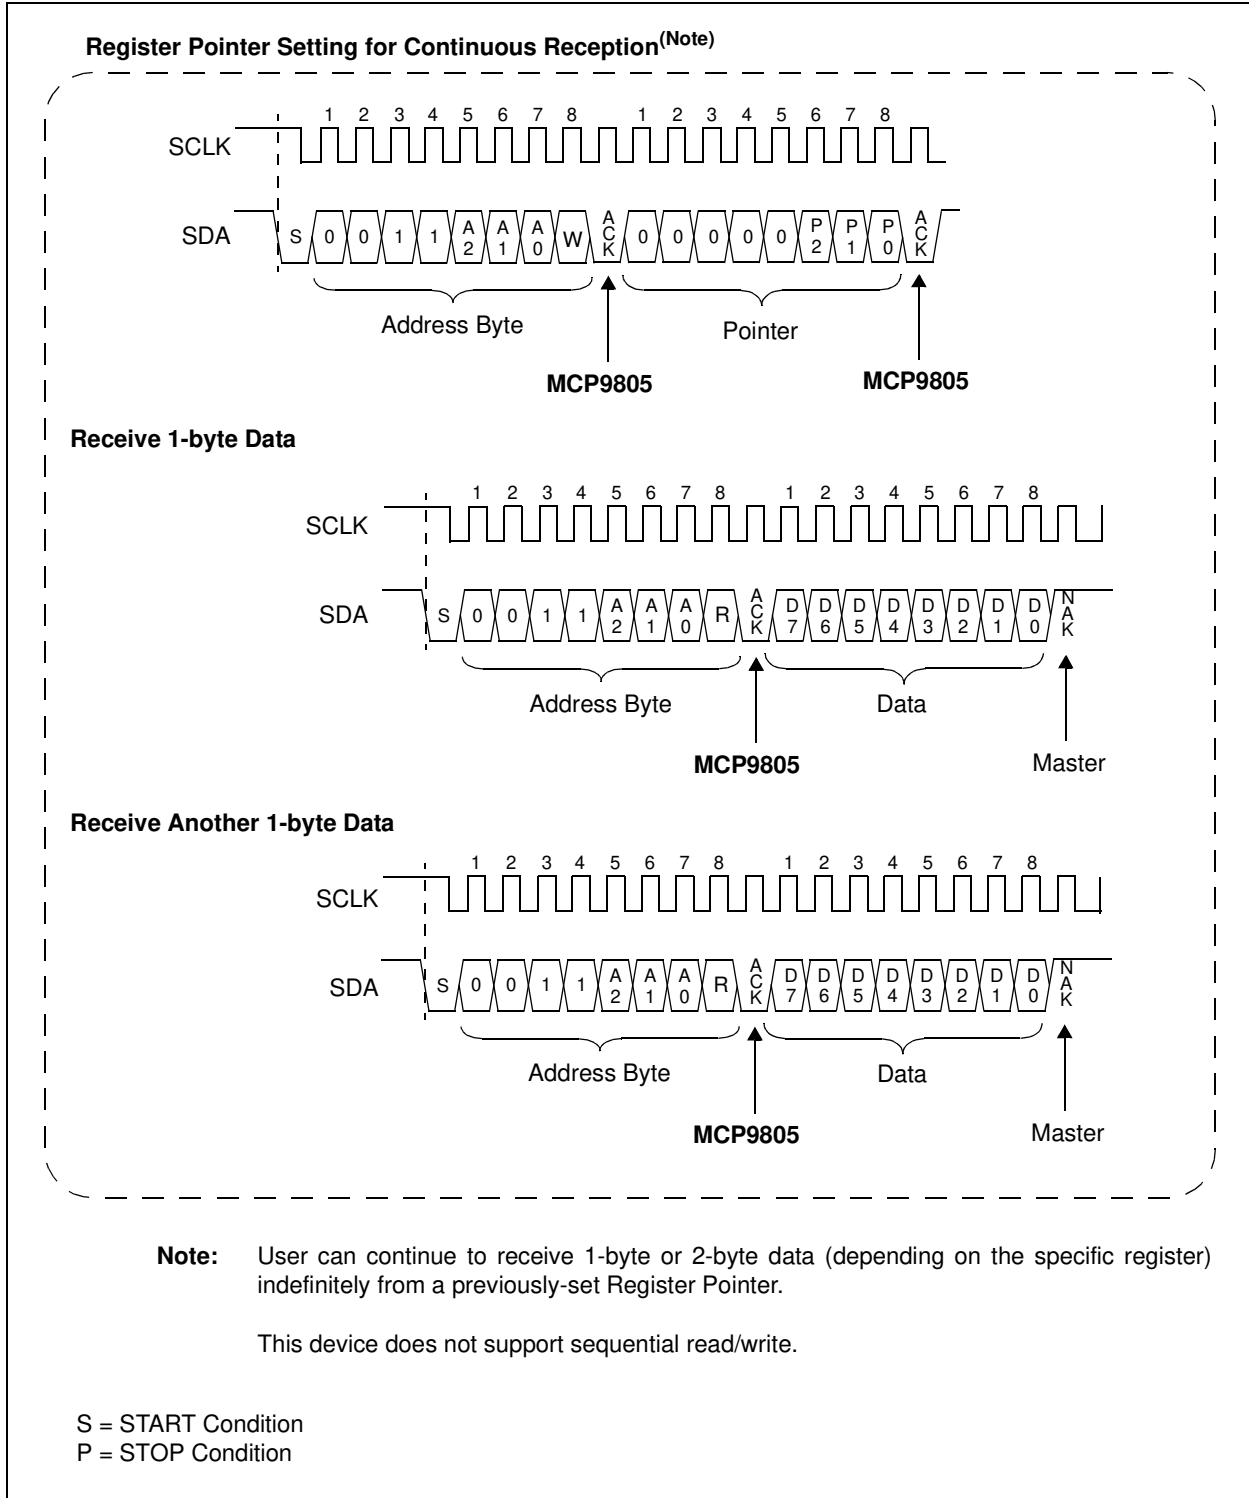 Register Pointer Setting for Continuous Reception(Note)
1 2 3 4 5 6 7 8 1 2 3 4 5 6 7 8
SCLK
SDA S 0 0 1 1 A2 A1 A0 W ACK 0 0 0 0 0 P2 P1 P0 ACK
Address Byte Pointer
MCP9805 MCP9805
Receive 1-byte Data
1 2 3 4 5 6 7 8 1 2 3 4 5 6 7 8
SCLK
SDA S 0 0 1 1 A2 A1 A0 R ACK D7 D6 D5 D4 D3 D2 D1 D0 NAK
Address Byte Data
MCP9805 Master
Receive Another 1-byte Data
1 2 3 4 5 6 7 8 1 2 3 4 5 6 7 8
SCLK
SDA S 0 0 1 1 A2 A1 A0 R ACK D7 D6 D5 D4 D3 D2 D1 D0 NAK
Address Byte Data
MCP9805 Master
Note: User can continue to receive 1-byte or 2-byte data (depending on the specific register)
indefinitely from a previously-set Register Pointer.
This device does not support sequential read/write.
S = START Condition
P = STOP Condition